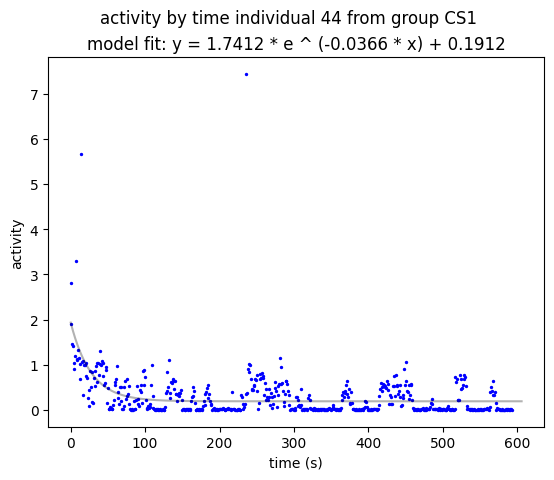 activity by time individual 44 from group CS1
model fit: y = 1.7412 * e ^ (-0.0366 * x) + 0.1912
7
6
5
4
3
2
1
0
activity
0 100 200 300 400 500 600
time (s)